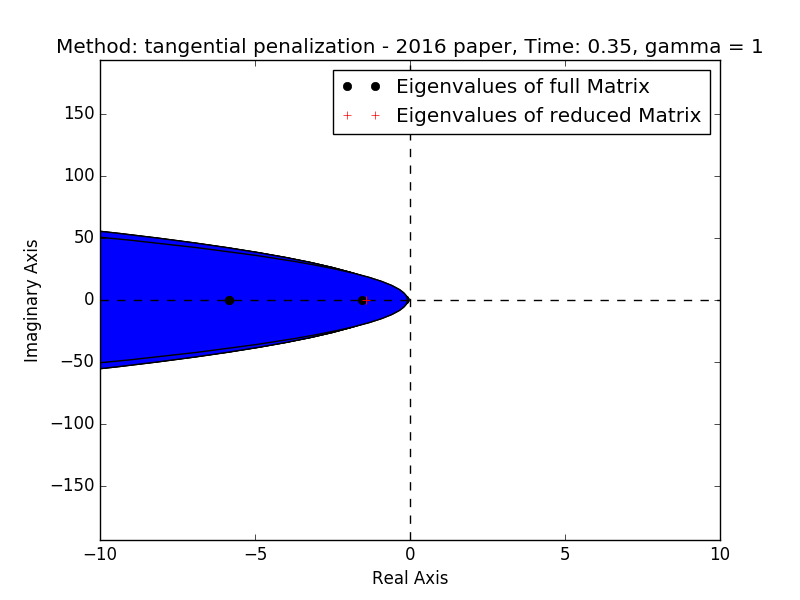 Method: tangential penalization - 2016 paper, Time: 0.35, gamma = 1
Eigenvalues of full Matrix
Eigenvalues of reduced Matrix
150
100
50
0
−50
−100
−150
Imaginary Axis
−10
−5
0
5
10
Real Axis